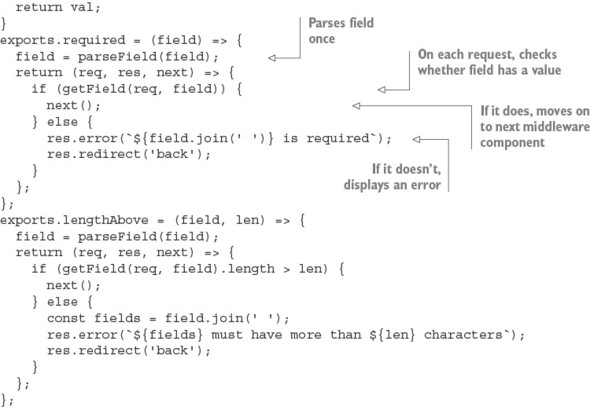 return val;
}
exports.required = (field) => {
  field = parseField(field);
  return (req, res, next) => {
    if (getField(req, field)) {
      next();
    } else {
      res.error(`${field.join(' ')} is required`);
      res.redirect('back');
    }
  };
};
exports.lengthAbove = (field, len) => {
  field = parseField(field);
  return (req, res, next) => {
    if (getField(req, field).length > len) {
      next();
    } else {
      const fields = field.join(' ');
      res.error(`${fields} must have more than ${len} characters`);
      res.redirect('back');
    }
  };
};
Parses field
once
On each request, checks
whether field has a value
If it does, moves on
to next middleware
component
If it doesn't,
displays an error